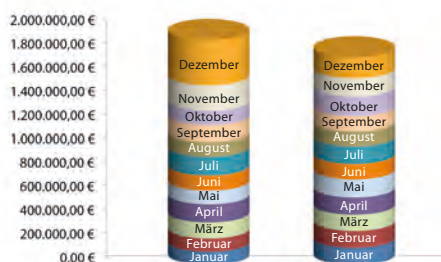 2.000.000,00 €
1.800.000,00 €
1.600.000,00 €
1.400.000,00 €
1.200.000,00 €
1.000.000,00 €
800.000,00 €
600.000,00 €
400.000,00 €
200.000,00 €
0,00 €
Dezember
November
Oktober
September
August
Juli
Juni
Mai
April
März
Februar
Januar
Dezember
November
Oktober
September
August
Juli
Juni
Mai
April
März
Februar
Januar